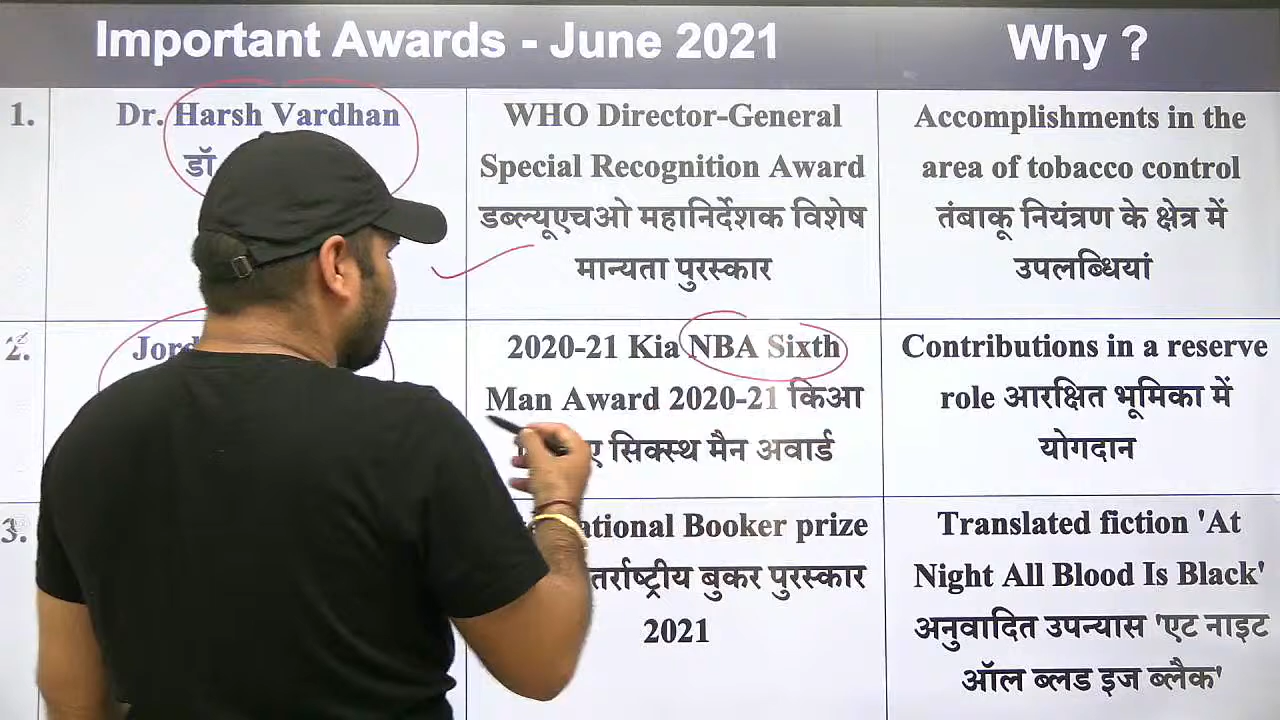 Important Awards - June 2021
Why ?
1.
Dr. Harsh Vardhan
डॉ
WHO Director-General
Special Recognition Award
डब्ल्यूएचओ महानिर्देशक विशेष
मान्यता पुरस्कार
Accomplishments in the
area of tobacco control
तंबाकू नियंत्रण के क्षेत्र में
उपलब्धियां
2.
2020-21 Kia NBA Sixth
Man Award 2020-21 किआ
सिक्स्थ मैन अवार्ड
Contributions in a reserve
role आरक्षित भूमिका में
योगदान
3.
Booker prize
बुकर पुरस्कार
2021
Translated fiction 'At
Night All Blood Is Black'
अनुवादित उपन्यास 'एट नाइट
ऑल ब्लड इज ब्लैक'